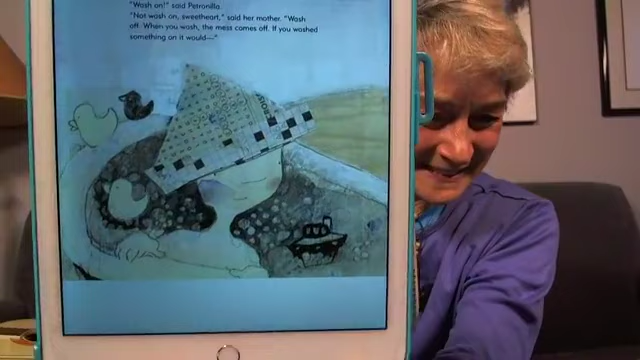 "Wash on!" said Petronilla.
"Not wash on, sweetheart," said her mother. "Wash
off. When you wash, the mess comes off. If you washed
something on it would—"